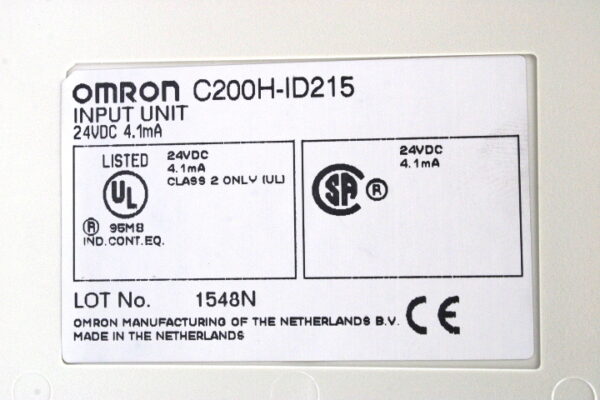 OMRON C200H-ID215
INPUT UNIT
24VDC 4.1mA
LISTED
UL
® 95M8
IND.CONT.EQ.
24VDC
4.1mA
CLASS 2 ONLY (UL)
SA ®
24VDC
4.1mA
LOT No. 1548N
OMRON MANUFACTURING OF THE NETHERLANDS B.V.
MADE IN THE NETHERLANDS
CE